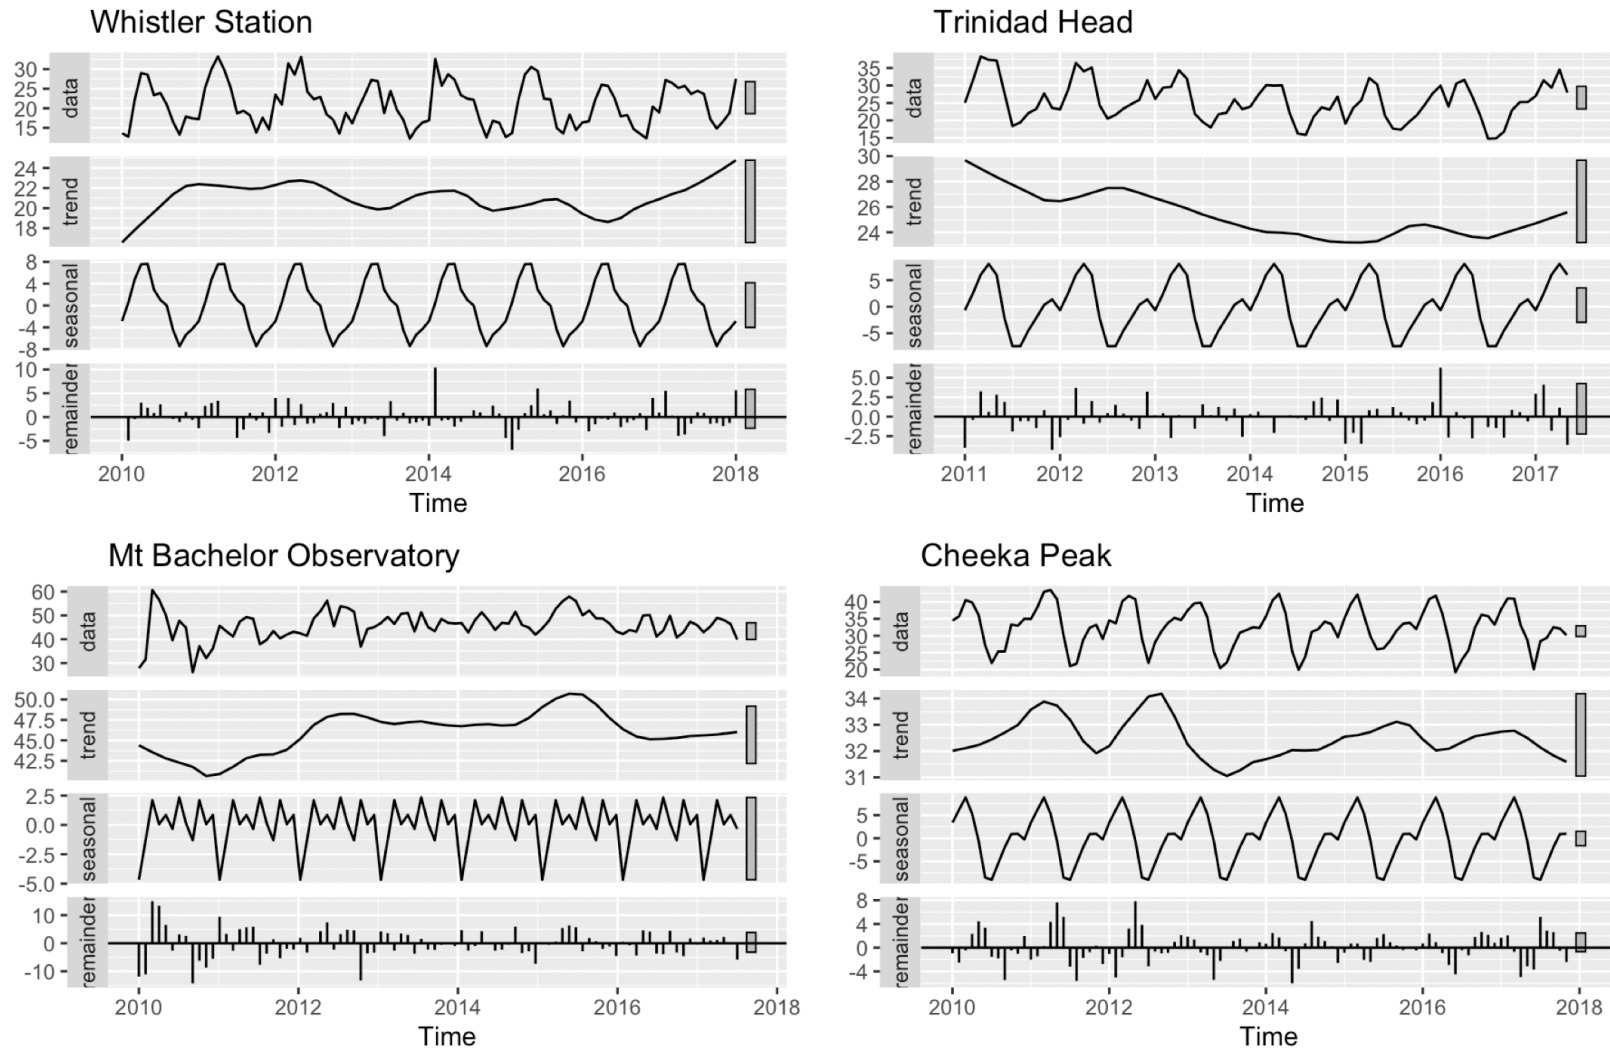 Whistler Station
30
25
20
15
data
24
22
20
18
trend
8
4
0
-4
-8
seasonal
10
5
0
-5
remainder
2010 2012 2014 2016 2018
Time
Trinidad Head
35
30
25
20
15
data
30
28
26
24
trend
5
0
-5
seasonal
5.0
2.5
0.0
-2.5
remainder
2011 2012 2013 2014 2015 2016 2017
Time
Mt Bachelor Observatory
60
50
40
30
data
50.0
47.5
45.0
42.5
trend
2.5
0.0
-2.5
-5.0
seasonal
10
0
-10
remainder
2010 2012 2014 2016 2018
Time
Cheeka Peak
40
35
30
25
20
data
34
33
32
31
trend
5
0
-5
seasonal
8
4
0
-4
remainder
2010 2012 2014 2016 2018
Time